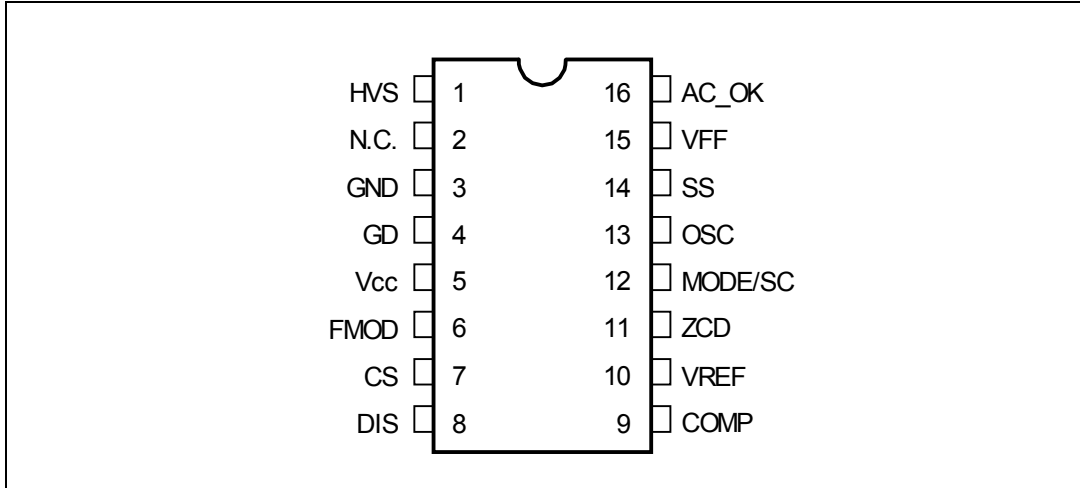 HVS 1 16 AC_OK
N.C. 2 15 VFF
GND 3 14 SS
GD 4 13 OSC
Vcc 5 12 MODE/SC
FMOD 6 11 ZCD
CS 7 10 VREF
DIS 8 9 COMP